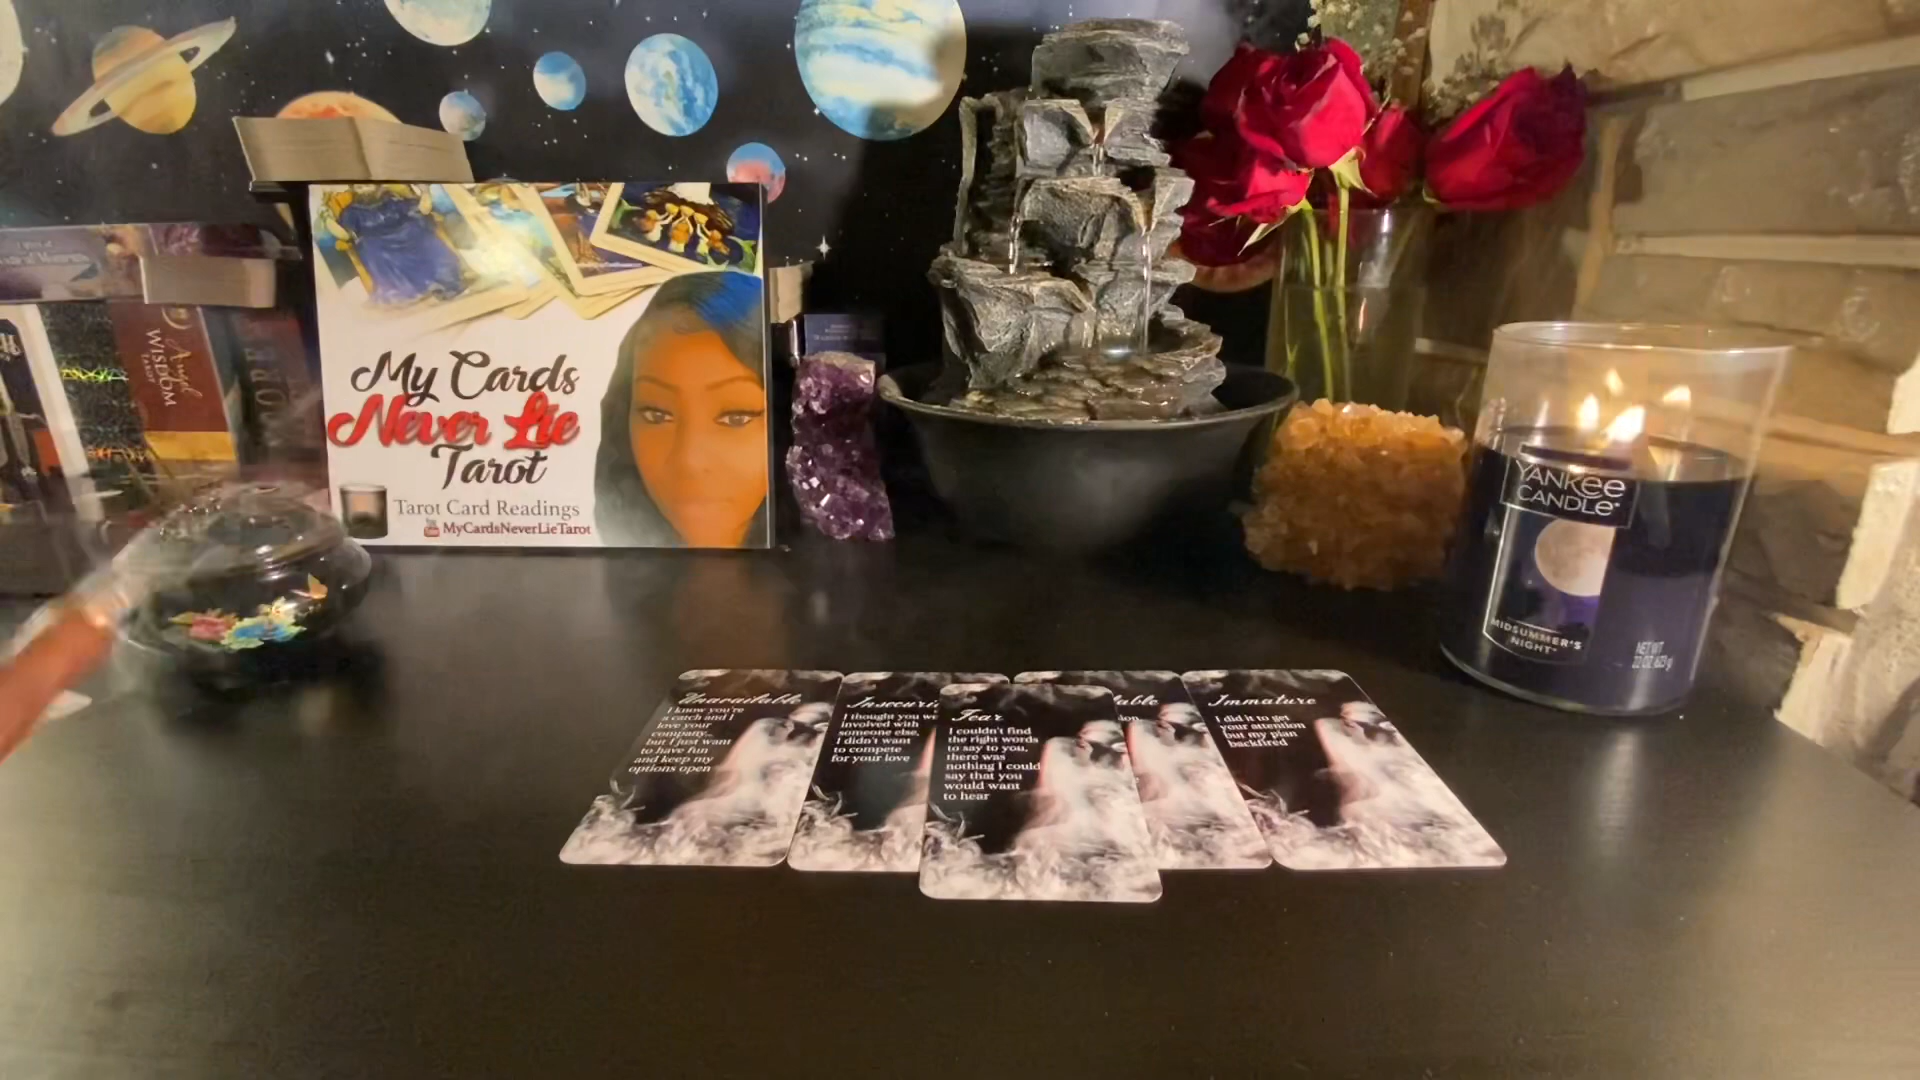 Angel
WISDOM
TAROT
My Cards
Never Lie
Tarot
Tarot Card Readings
MyCardsNeverLieTarot
YANKEE
CANDLE
MIDSUMMER'S
NIGHT
NET WT
22 OZ
Unavailable
I know you're
a catch and I
love your
company...
but I just want
to have fun
and keep my
options open
I thought you
involved with
someone else,
I didn't want
to compete
for your love
Fear
I couldn't find
the right words
to say to you,
there was
nothing I could
say that you
would want
to hear
Immature
I did it to get
your attention
but my plan
backfired